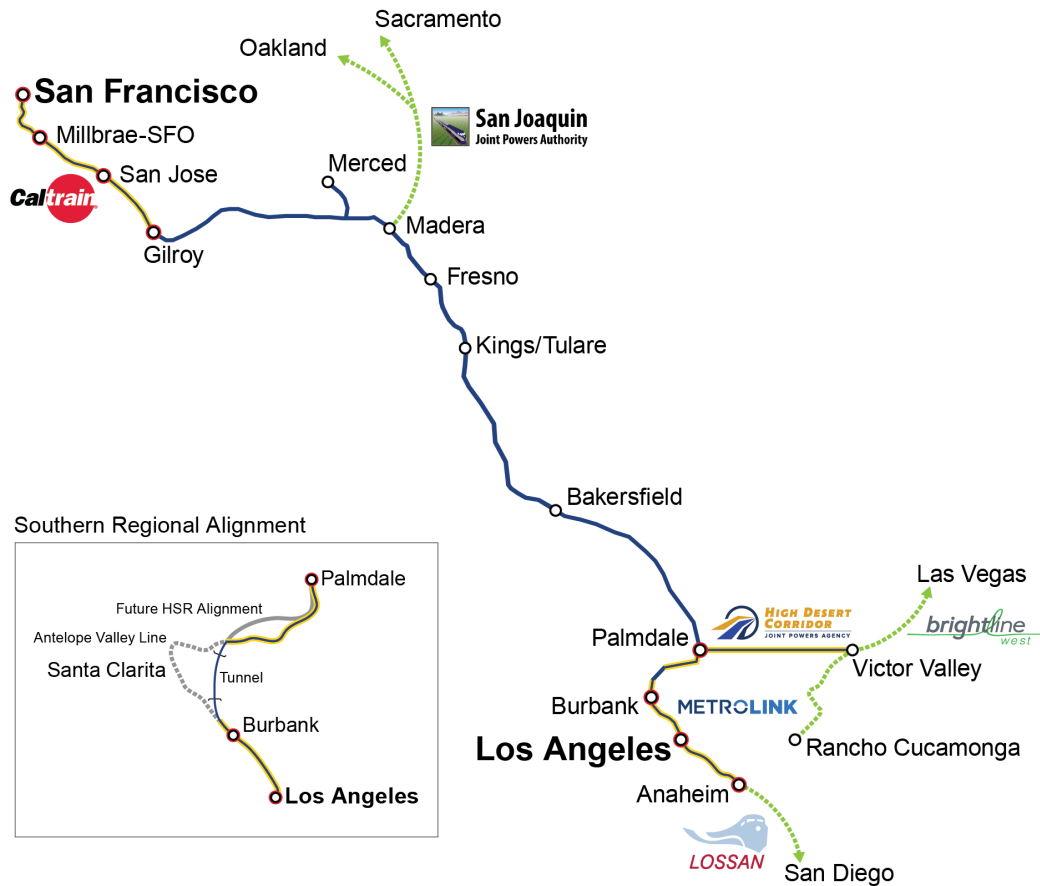 Sacramento
Oakland
San Francisco
San Joaquin
Joint Powers Authority
Millbrae-SFO
Merced
San Jose
Caltrain
Madera
Gilroy
Fresno
Kings/Tulare
Bakersfield
Southern Regional Alignment
Palmdale
Future HSR Alignment
Antelope Valley Line
Santa Clarita
Tunnel
Burbank
Los Angeles
Las Vegas
HIGH DESERT
CORRIDOR
JOINT POWERS AGENCY
brightline
west
Palmdale
Victor Valley
Burbank
METROLINK
Los Angeles
Rancho Cucamonga
Anaheim
LOSSAN
San Diego